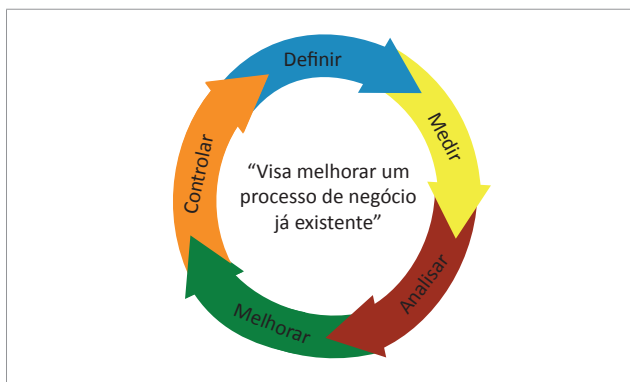 Definir
Medir
Analisar
Melhorar
Controlar
“Visa melhorar um
processo de negócio
já existente”